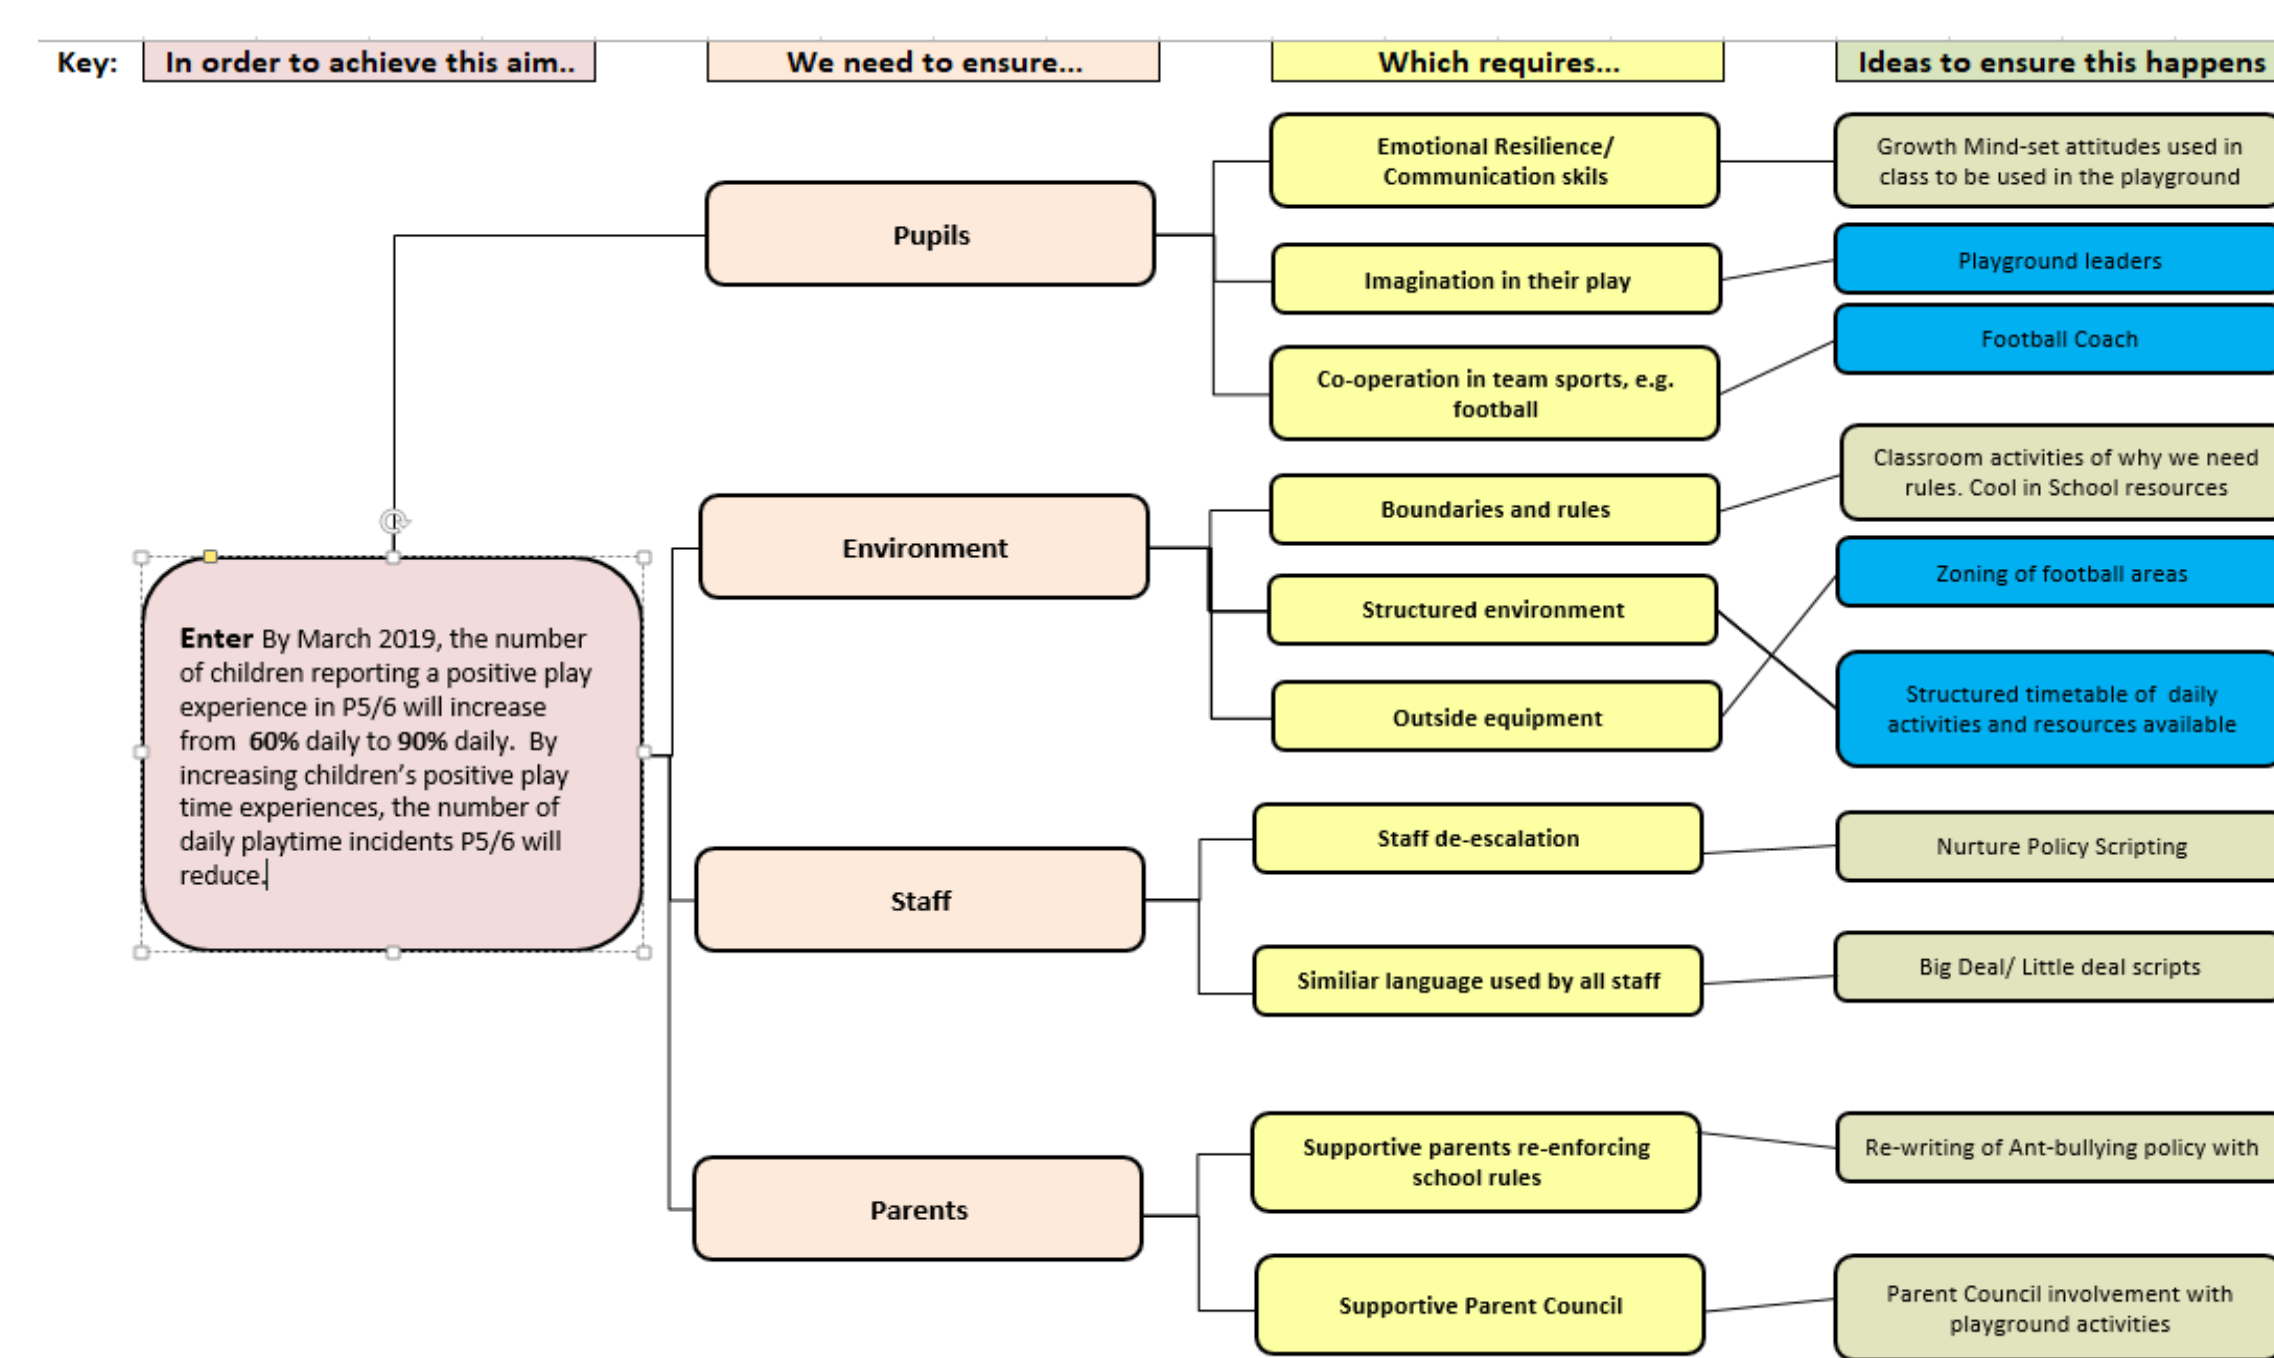 Key:
In order to achieve this aim..
We need to ensure...
Which requires...
Ideas to ensure this happens
Enter By March 2019, the number
of children reporting a positive play
experience in P5/6 will increase
from 60% daily to 90% daily. By
increasing children's positive play
time experiences, the number of
daily playtime incidents P5/6 will
reduce.
Pupils
Emotional Resilience/
Communication skils
Growth Mind-set attitudes used in
class to be used in the playground
Imagination in their play
Playground leaders
Co-operation in team sports, e.g.
football
Football Coach
Environment
Boundaries and rules
Classroom activities of why we need
rules. Cool in School resources
Structured environment
Zoning of football areas
Outside equipment
Structured timetable of daily
activities and resources available
Staff
Staff de-escalation
Nurture Policy Scripting
Similiar language used by all staff
Big Deal/ Little deal scripts
Parents
Supportive parents re-enforcing
school rules
Re-writing of Ant-bullying policy with
Supportive Parent Council
Parent Council involvement with
playground activities